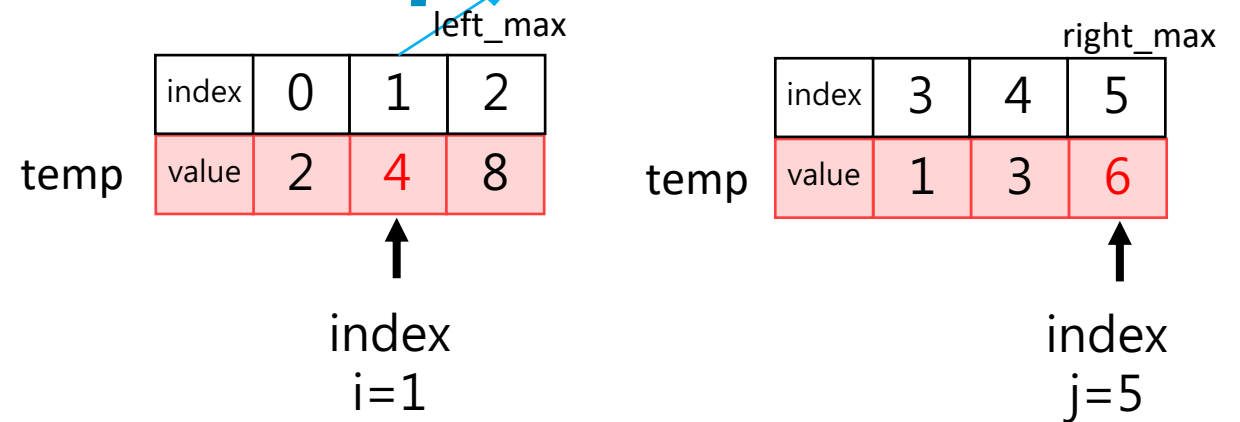 left_max
index 0 1 2
temp value 2 4 8
index
i=1
right_max
index 3 4 5
temp value 1 3 6
index
j=5